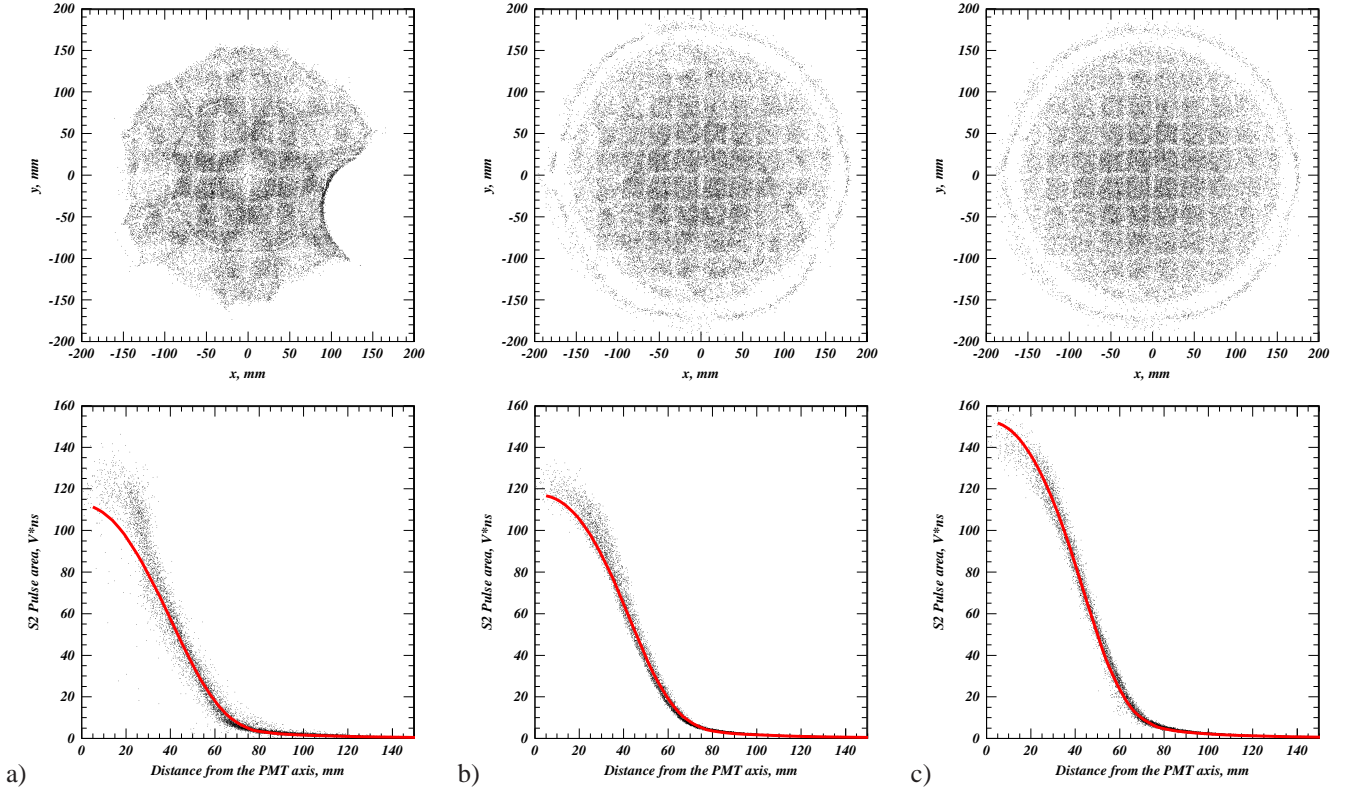 200 200 200
150 150 150
100 100 100
50 50 50
y, mm y, mm y, mm
0 0 0
-50 -50 -50
-100 -100 -100
-150 -150 -150
-200 -200 -200
-200 -150 -100 -50 0 50 100 150 200 -200 -150 -100 -50 0 50 100 150 200 -200 -150 -100 -50 0 50 100 150 200
x, mm x, mm x, mm
160 160 160
140 140 140
120 120 120
100 100 100
S2 Pulse area, V*ns S2 Pulse area, V*ns S2 Pulse area, V*ns
80 80 80
60 60 60
40 40 40
20 20 20
0 0 0
0 20 40 60 80 100 120 140 0 20 40 60 80 100 120 140 0 20 40 60 80 100 120 140
a) Distance from the PMT axis, mm b) Distance from the PMT axis, mm c) Distance from the PMT axis, mm